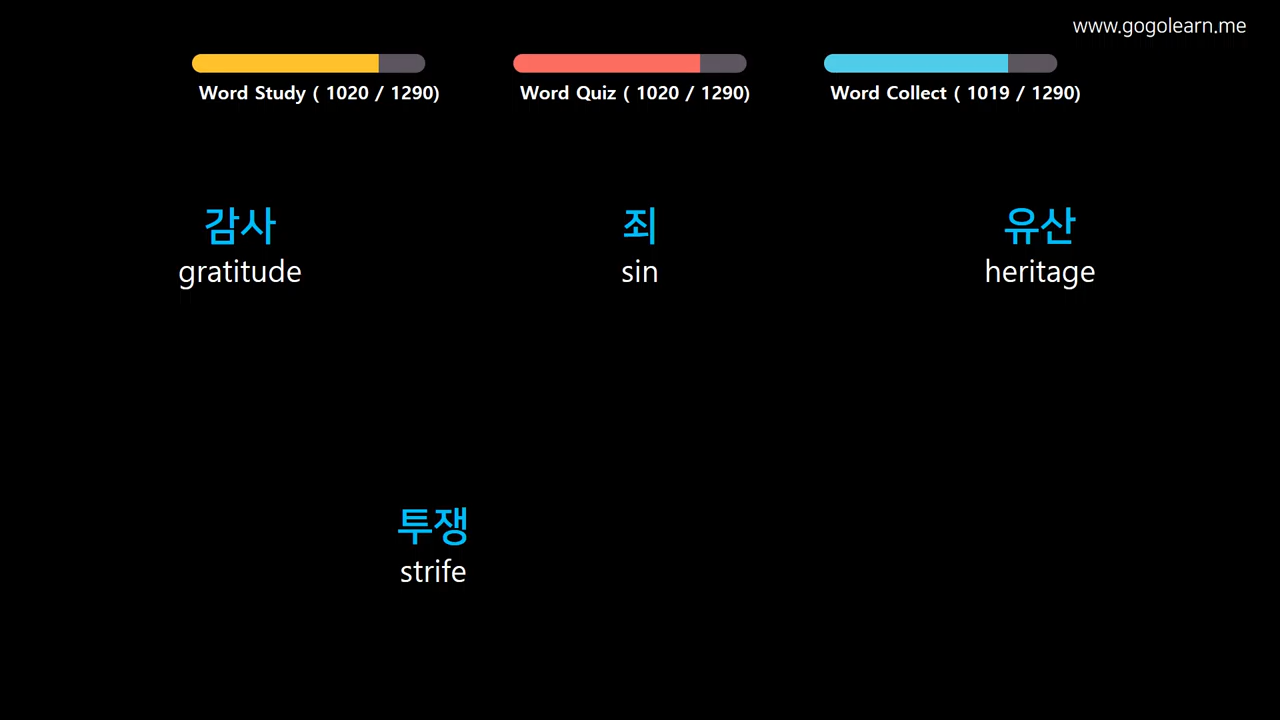 www.gogolearn.me
Word Study ( 1020 / 1290)
Word Quiz ( 1020 / 1290)
Word Collect ( 1019 / 1290)
감사
gratitude
죄
sin
유산
heritage
투쟁
strife